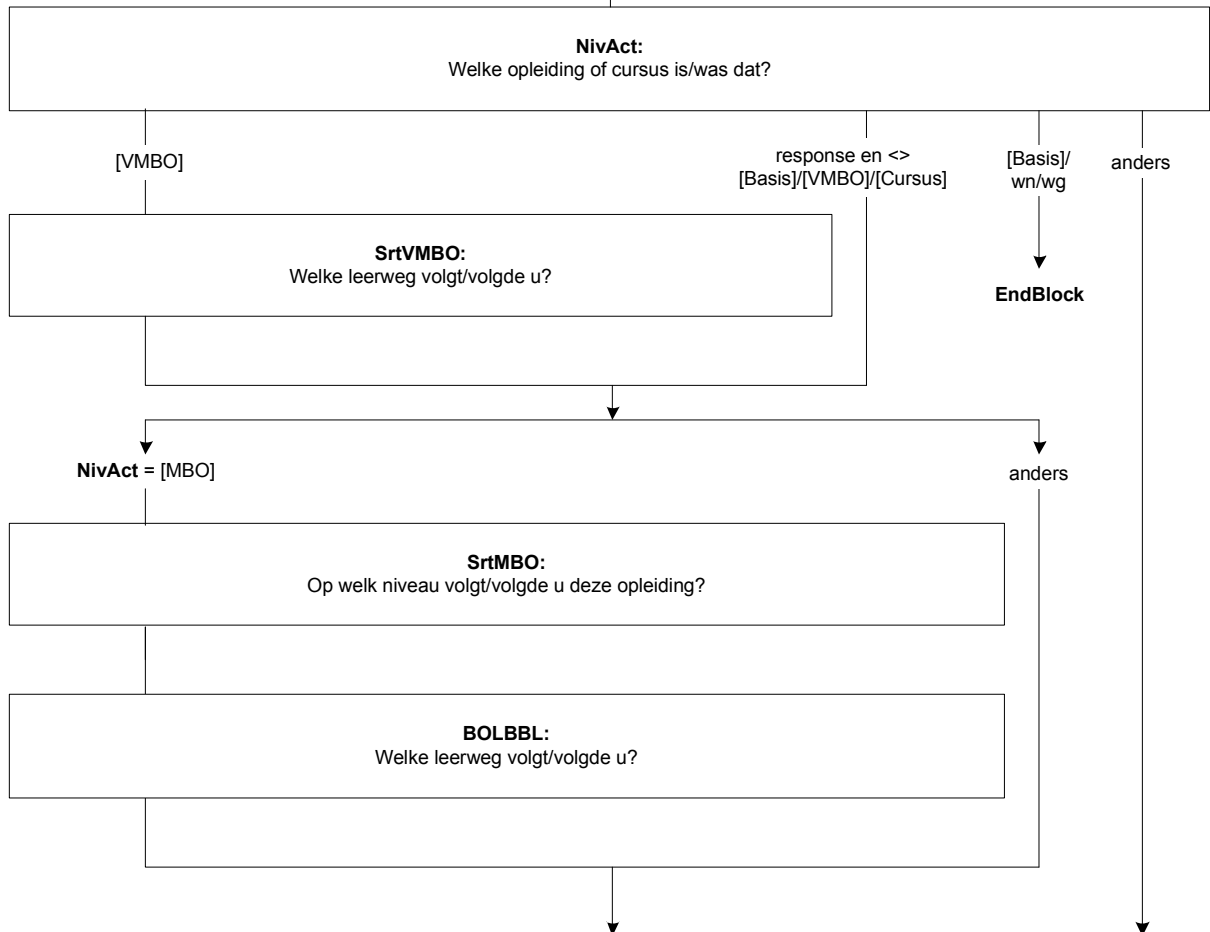 NivAct:
Welke opleiding of cursus is/was dat?
[VMBO]
response en <>
[Basis]/[VMBO]/[Cursus]
[Basis]/
wn/wg
anders
SrtVMBO:
Welke leerweg volgt/volgde u?
EndBlock
NivAct = [MBO]
anders
SrtMBO:
Op welk niveau volgt/volgde u deze opleiding?
BOLBBL:
Welke leerweg volgt/volgde u?